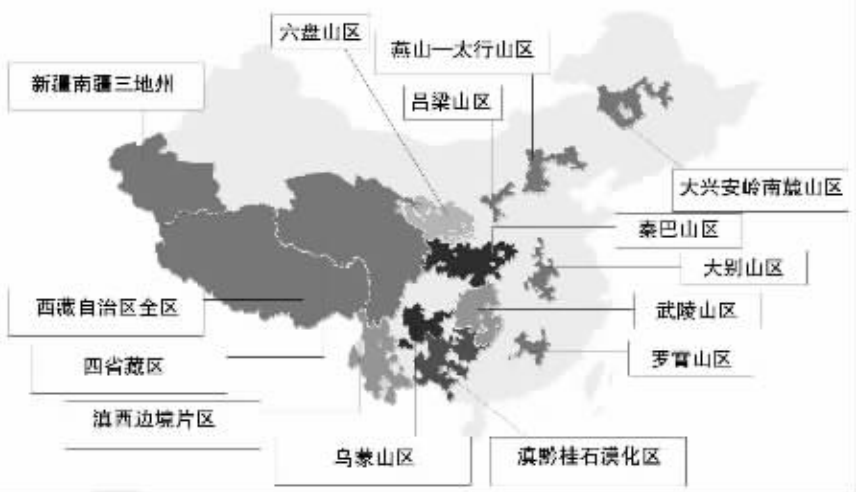 六盘山区
燕山—太行山区
新疆南疆三地州
吕梁山区
大兴安岭南麓山区
秦巴山区
大别山区
西藏自治区全区
武陵山区
四省藏区
罗霄山区
滇西边境片区
乌蒙山区
滇黔桂石漠化区